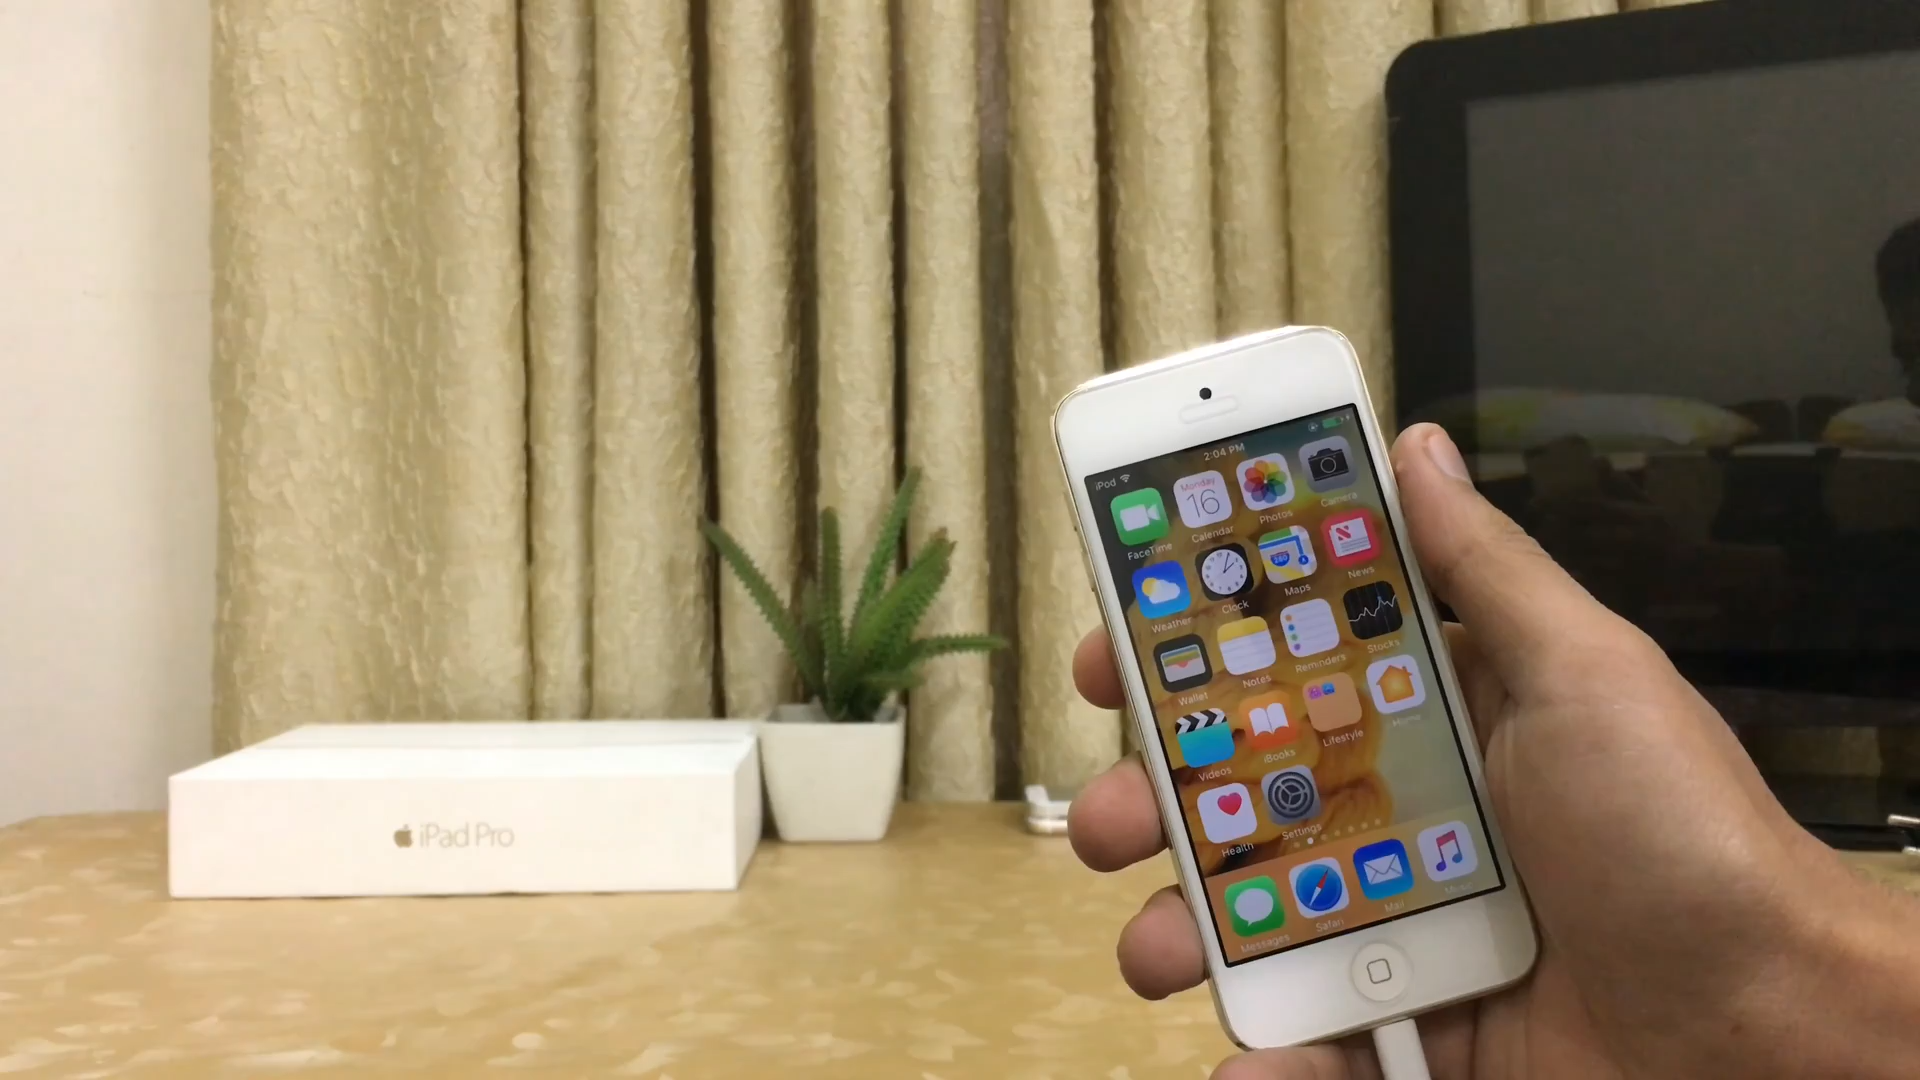 iPad Pro
iPod
2:04 PM
FaceTime
Monday
16
Calendar
Photos
Camera
Weather
Clock
280
Maps
News
Wallet
Notes
Reminders
Stocks
Videos
iBooks
Lifestyle
Home
Health
Settings
Messages
Safari
Mail
Music